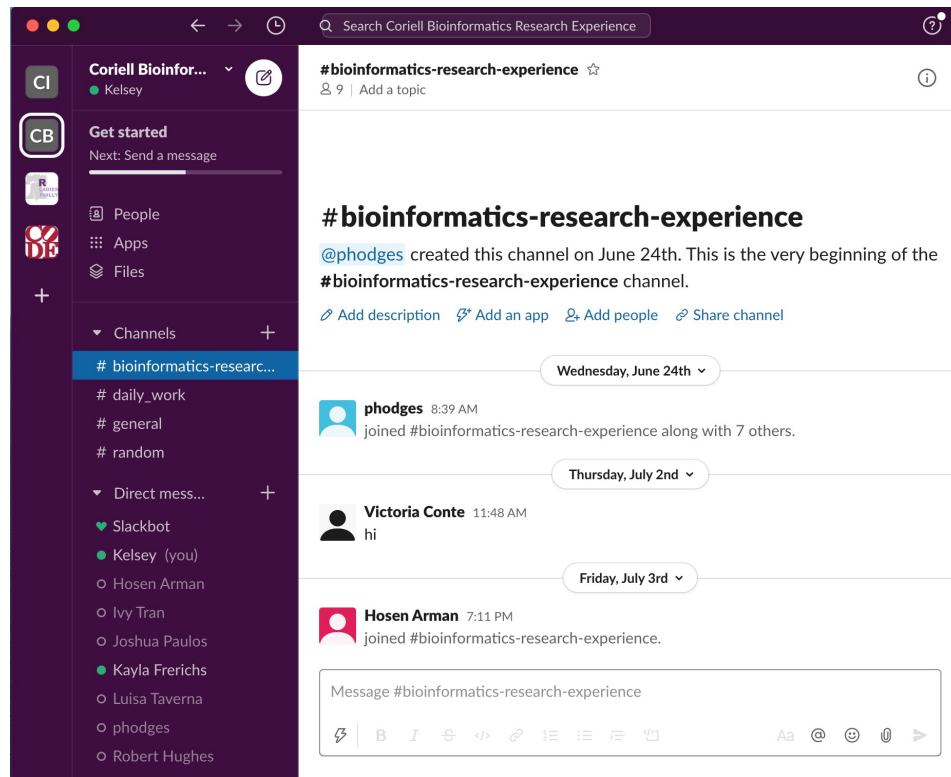 Search Coriell Bioinformatics Research Experience
CI
CB
R
CODE
Coriell Bioinfor...
Kelsey
Get started
Next: Send a message
People
Apps
Files
Channels
# bioinformatics-researc...
# daily_work
# general
# random
Direct mess...
Slackbot
Kelsey (you)
Hosen Arman
Ivy Tran
Joshua Paulos
Kayla Frerichs
Luisa Taverna
phodges
Robert Hughes
#bioinformatics-research-experience
9 | Add a topic
#bioinformatics-research-experience
@phodges created this channel on June 24th. This is the very beginning of the
#bioinformatics-research-experience channel.
Add description Add an app Add people Share channel
Wednesday, June 24th
phodges 8:39 AM
joined #bioinformatics-research-experience along with 7 others.
Thursday, July 2nd
Victoria Conte 11:48 AM
hi
Friday, July 3rd
Hosen Arman 7:11 PM
joined #bioinformatics-research-experience.
Message #bioinformatics-research-experience
B I S </> Aa @